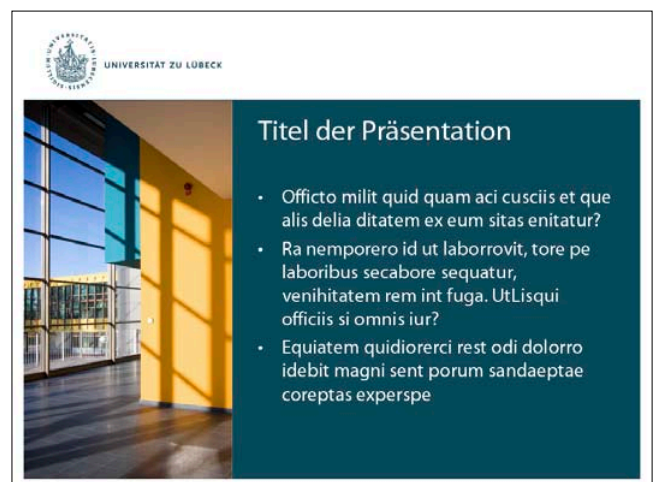 UNIVERSITÄT ZU LÜBECK
Titel der Präsentation
• Officto milit quid quam aci cusciis et que
alis delia ditatem ex eum sitas enitatur?
• Ra nemporero id ut laborrovit, tore pe
laboribus secabore sequatur,
venihitatem rem int fuga. UtLisqui
officiis si omnis iur?
• Equiatem quidiorerci rest odi dolorro
idebit magni sent porum sandaeptae
coreptas experspe